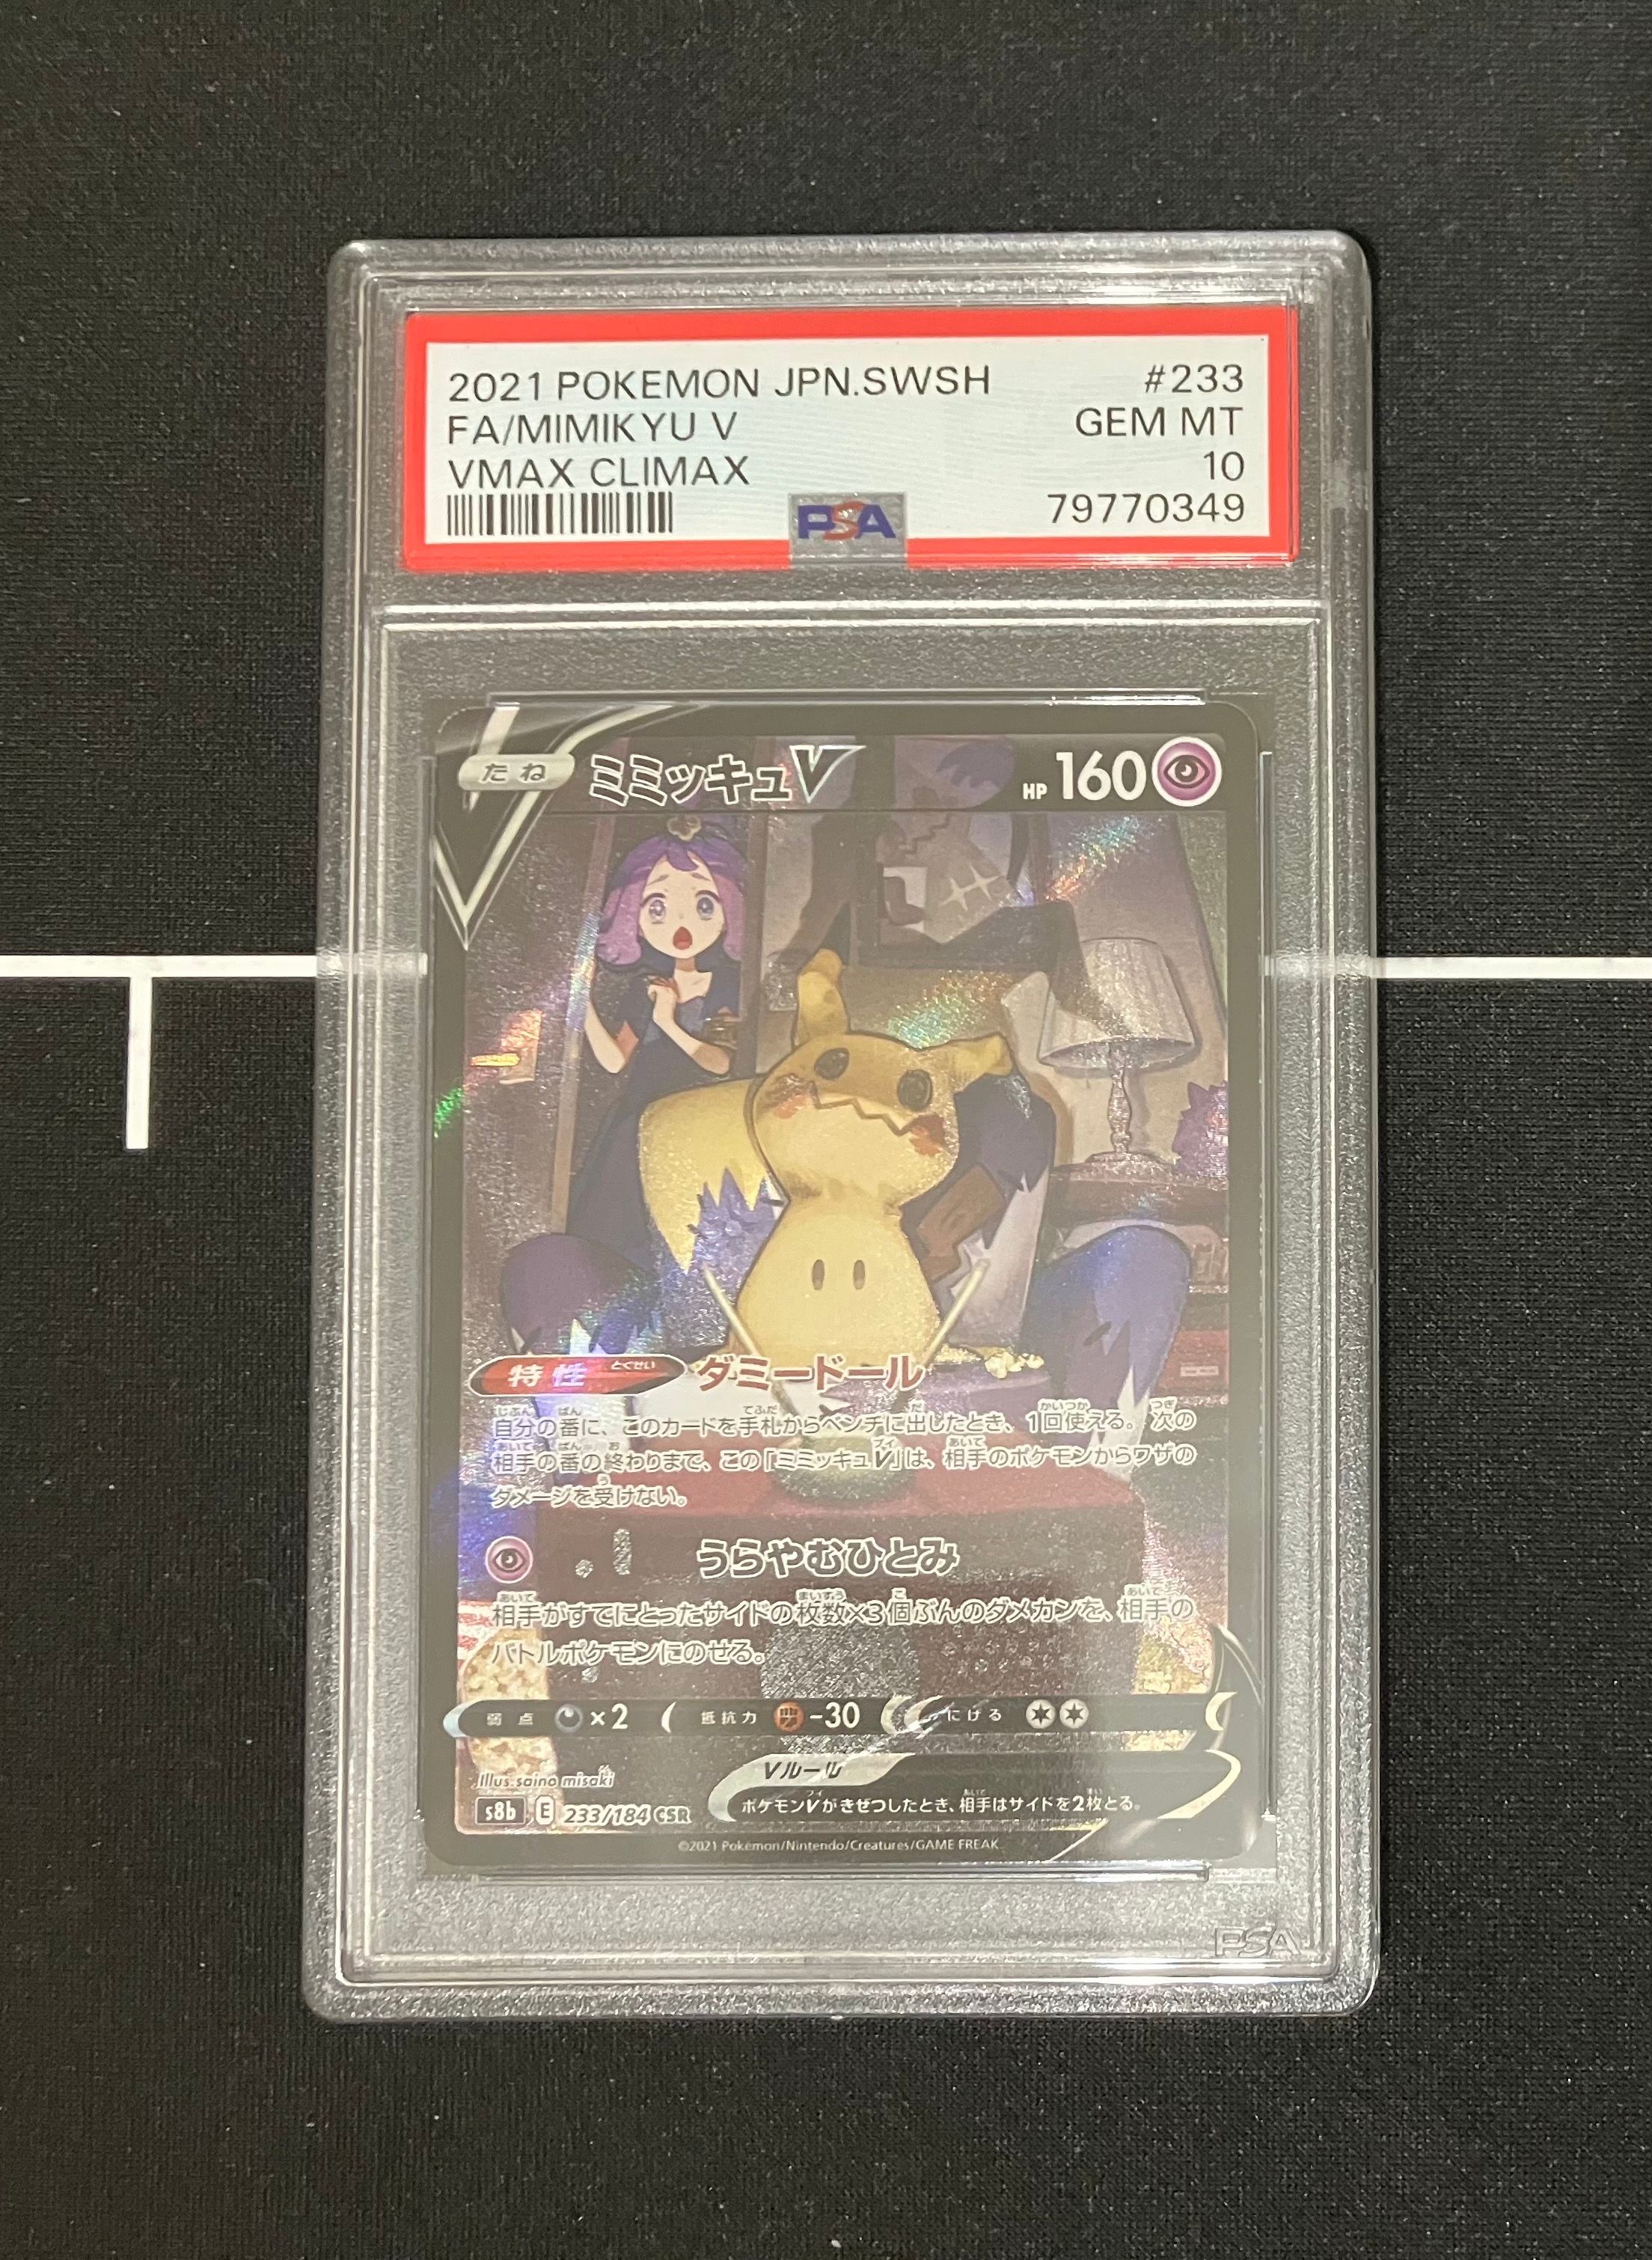 2021 POKEMON JPN.SWSH #233
FA/MIMIKYU V GEM MT
VMAX CLIMAX 10
79770349
PSA
たね ミミッキュV HP 160
特性 とくせい ダミードール
自分の番に、このカードを手札からベンチに出したとき、1回使える。次の
相手の番の終わりまで、この「ミミッキュV」は、相手のポケモンからワザの
ダメージを受けない。
うらやむひとみ
相手がすでにとったサイドの枚数×3個ぶんのダメカンを、相手の
バトルポケモンにのせる。
弱点 ×2 抵抗力 -30 にげる
Illus. saino misaki
Vルール
ポケモンVがきぜつしたとき、相手はサイドを2枚とる。
s8b E 233/184 CSR
©2021 Pokémon/Nintendo/Creatures/GAME FREAK
PSA